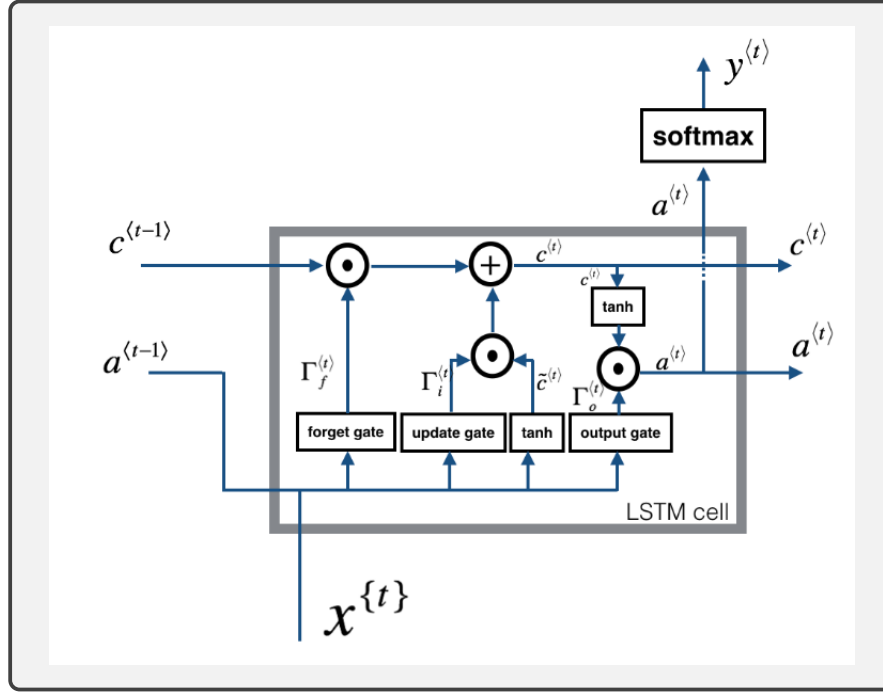 y⟨t⟩
softmax
a⟨t⟩
c⟨t−1⟩
c⟨t⟩
c⟨t⟩
c⟨t⟩
tanh
a⟨t−1⟩
Γf⟨t⟩
Γi⟨t⟩
c̃⟨t⟩
Γo⟨t⟩
a⟨t⟩
a⟨t⟩
forget gate
update gate
tanh
output gate
LSTM cell
x{t}